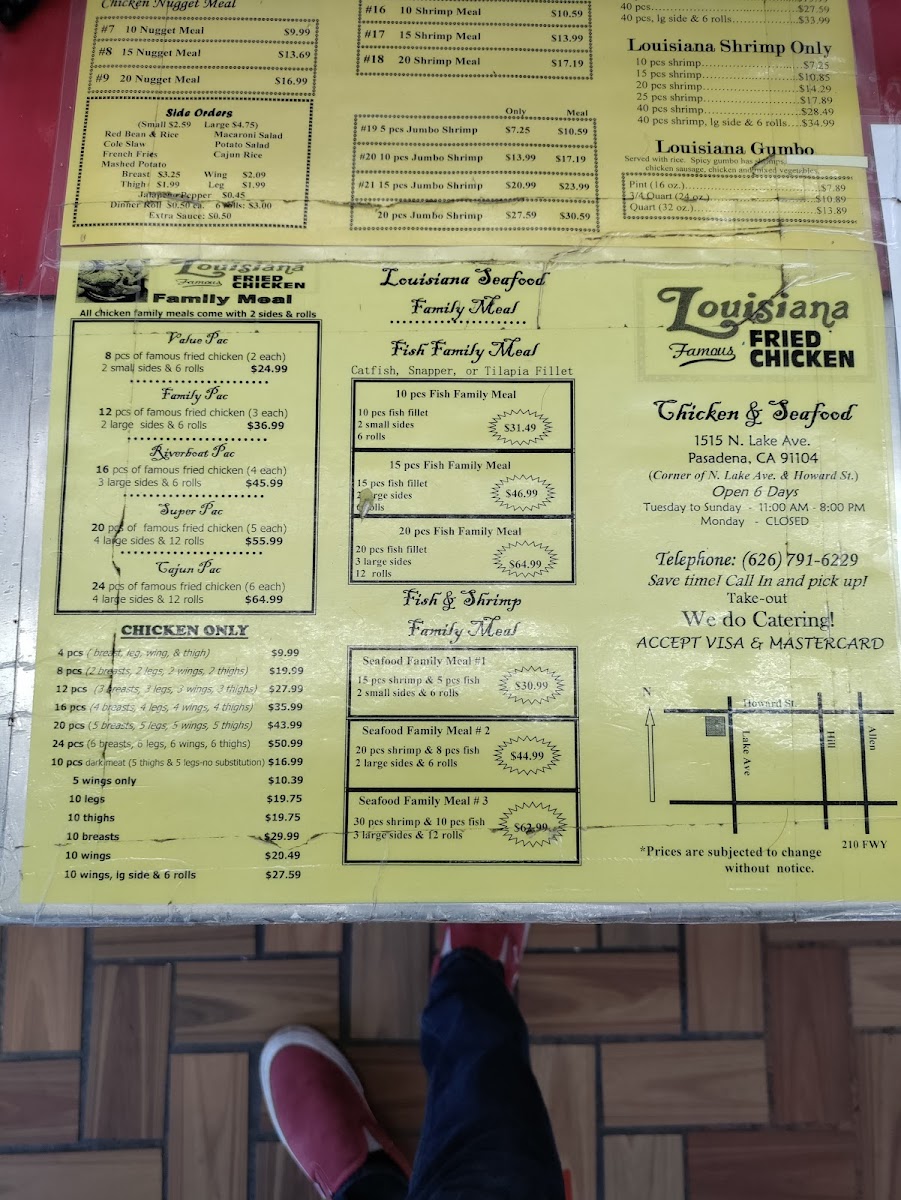 Chicken Nugget Meal
#7 10 Nugget Meal $9.99
#8 15 Nugget Meal $13.69
#9 20 Nugget Meal $16.99
Side Orders
(Small $2.59 Large $4.75)
Red Bean & Rice Macaroni Salad
Cole Slaw Potato Salad
French Fries Cajun Rice
Mashed Potato
Breast $3.25 Wing $2.09
Thigh $1.99 Leg $1.99
Jalapeno Pepper $0.45
Dinner Roll $0.50 ea. 6 rolls: $3.00
Extra Sauce: $0.50
#16 10 Shrimp Meal $10.59
#17 15 Shrimp Meal $13.99
#18 20 Shrimp Meal $17.19
Only Meal
#19 5 pcs Jumbo Shrimp $7.25 $10.59
#20 10 pcs Jumbo Shrimp $13.99 $17.19
#21 15 pcs Jumbo Shrimp $20.99 $23.99
20 pcs Jumbo Shrimp $27.59 $30.59
40 pcs. $27.59
40 pcs, lg side & 6 rolls $33.99
Louisiana Shrimp Only
10 pcs shrimp $7.25
15 pcs shrimp $10.85
20 pcs shrimp $14.29
25 pcs shrimp $17.89
40 pcs shrimp $28.49
40 pcs shrimp, lg side & 6 rolls $34.99
Louisiana Gumbo
Served with rice. Spicy gumbo has shrimps,
chicken sausage, chicken and mixed vegetables.
Pint (16 oz.) $7.89
3/4 Quart (24 oz.) $10.89
Quart (32 oz.) $13.89
Louisiana
Famous FRIED
CHICKEN
Family Meal
All chicken family meals come with 2 sides & rolls
Value Pac
8 pcs of famous fried chicken (2 each)
2 small sides & 6 rolls $24.99
Family Pac
12 pcs of famous fried chicken (3 each)
2 large sides & 6 rolls $36.99
Riverboat Pac
16 pcs of famous fried chicken (4 each)
3 large sides & 6 rolls $45.99
Super Pac
20 pcs of famous fried chicken (5 each)
4 large sides & 12 rolls $55.99
Cajun Pac
24 pcs of famous fried chicken (6 each)
4 large sides & 12 rolls $64.99
CHICKEN ONLY
4 pcs ( breast, leg, wing, & thigh) $9.99
8 pcs (2 breasts, 2 legs, 2 wings, 2 thighs) $19.99
12 pcs (3 breasts, 3 legs, 3 wings, 3 thighs) $27.99
16 pcs (4 breasts, 4 legs, 4 wings, 4 thighs) $35.99
20 pcs (5 breasts, 5 legs, 5 wings, 5 thighs) $43.99
24 pcs (6 breasts, 6 legs, 6 wings, 6 thighs) $50.99
10 pcs dark meat (5 thighs & 5 legs-no substitution) $16.99
5 wings only $10.39
10 legs $19.75
10 thighs $19.75
10 breasts $29.99
10 wings $20.49
10 wings, lg side & 6 rolls $27.59
Louisiana Seafood
Family Meal
Fish Family Meal
Catfish, Snapper, or Tilapia Fillet
10 pcs Fish Family Meal
10 pcs fish fillet
2 small sides
6 rolls
$31.49
15 pcs Fish Family Meal
15 pcs fish fillet
2 large sides
rolls
$46.99
20 pcs Fish Family Meal
20 pcs fish fillet
3 large sides
12 rolls
$64.99
Fish & Shrimp
Family Meal
Seafood Family Meal #1
15 pcs shrimp & 5 pcs fish
2 small sides & 6 rolls
$30.99
Seafood Family Meal # 2
20 pcs shrimp & 8 pcs fish
2 large sides & 6 rolls
$44.99
Seafood Family Meal # 3
30 pcs shrimp & 10 pcs fish
3 large sides & 12 rolls
$62.99
Louisiana
Famous FRIED
CHICKEN
Chicken & Seafood
1515 N. Lake Ave.
Pasadena, CA 91104
(Corner of N. Lake Ave. & Howard St.)
Open 6 Days
Tuesday to Sunday - 11:00 AM - 8:00 PM
Monday - CLOSED
Telephone: (626) 791-6229
Save time! Call In and pick up!
Take-out
We do Catering!
ACCEPT VISA & MASTERCARD
N
Howard St.
Lake Ave
Hill
Allen
210 FWY
*Prices are subjected to change
without notice.